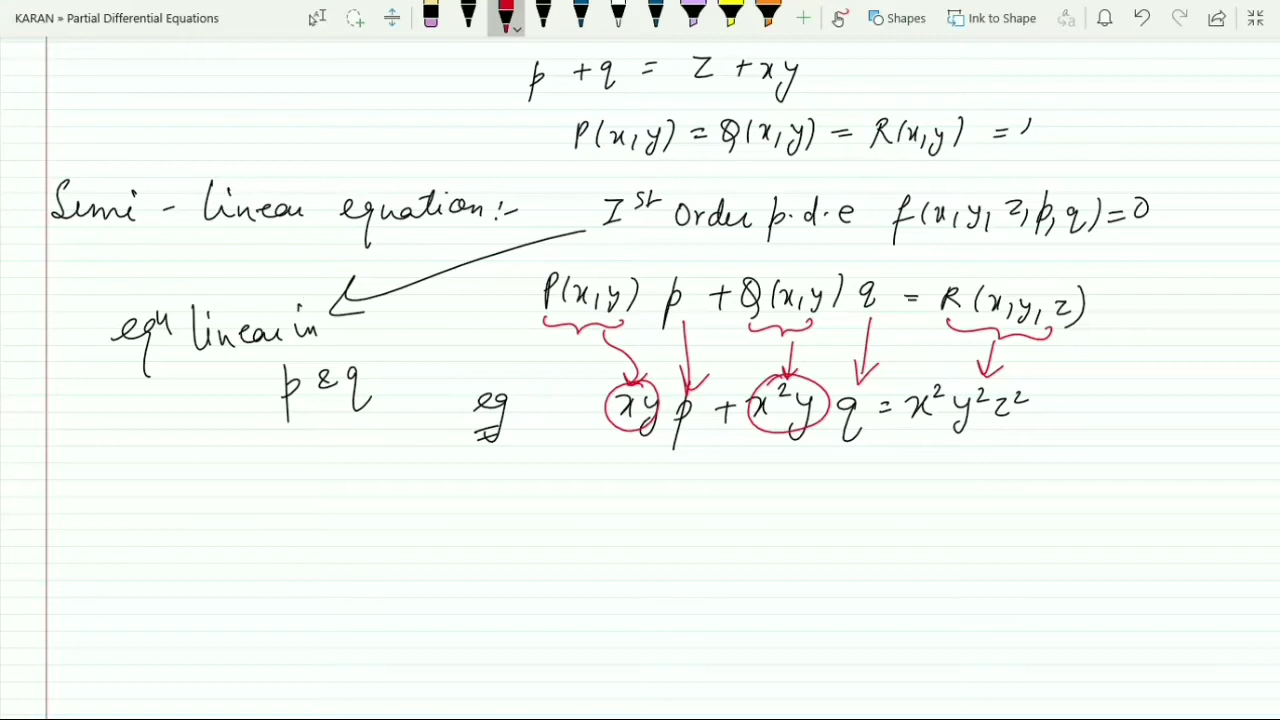 KARAN » Partial Differential Equations Shapes Ink to Shape
p + q = z + xy
P(x,y) = Q(x,y) = R(x,y) = 1
Semi - linear equation :- Iˢᵗ Order p.d.e f(x,y,z,p,q)=0
P(x,y) p + Q(x,y) q = R(x,y,z)
eqⁿ linear in
p & q
eg xy p + x²y q = x²y²z²